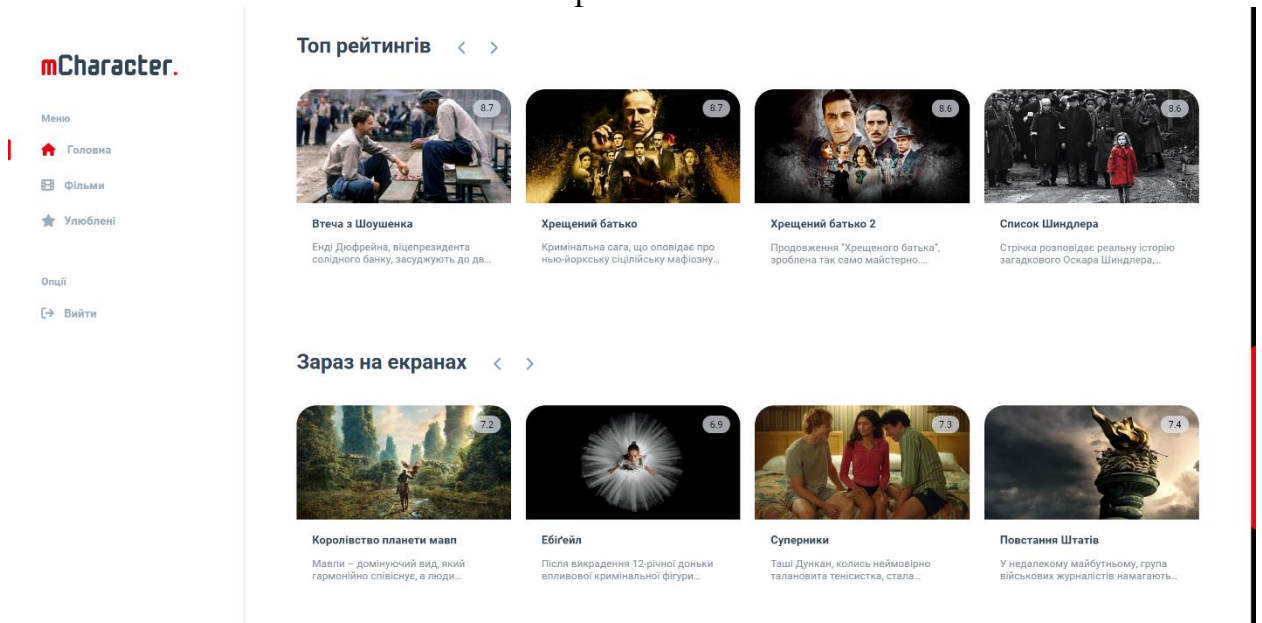 mCharacter.
Меню
Головна
Фільми
Улюблені
Опції
Вийти
Топ рейтингів
8.7
8.7
8.6
8.6
Втеча з Шоушенка
Енді Дюфрейна, віцепрезидента
солідного банку, засуджують до дв...
Хрещений батько
Кримінальна сага, що оповідає про
нью-йоркську сіцілійську мафіозну...
Хрещений батько 2
Продовження "Хрещеного батька",
зроблена так само майстерно....
Список Шиндлера
Стрічка розповідає реальну історію
загадкового Оскара Шиндлера,...
Зараз на екранах
7.2
6.9
7.3
7.4
Королівство планети мавп
Мавпи – домінуючий вид, який
гармонійно співіснує, а люди...
Ебіґейл
Після викрадення 12-річної доньки
впливової кримінальної фігури...
Суперники
Таші Дункан, колись неймовірно
талановита тенісистка, стала...
Повстання Штатів
У недалекому майбутньому, група
військових журналістів намагають...